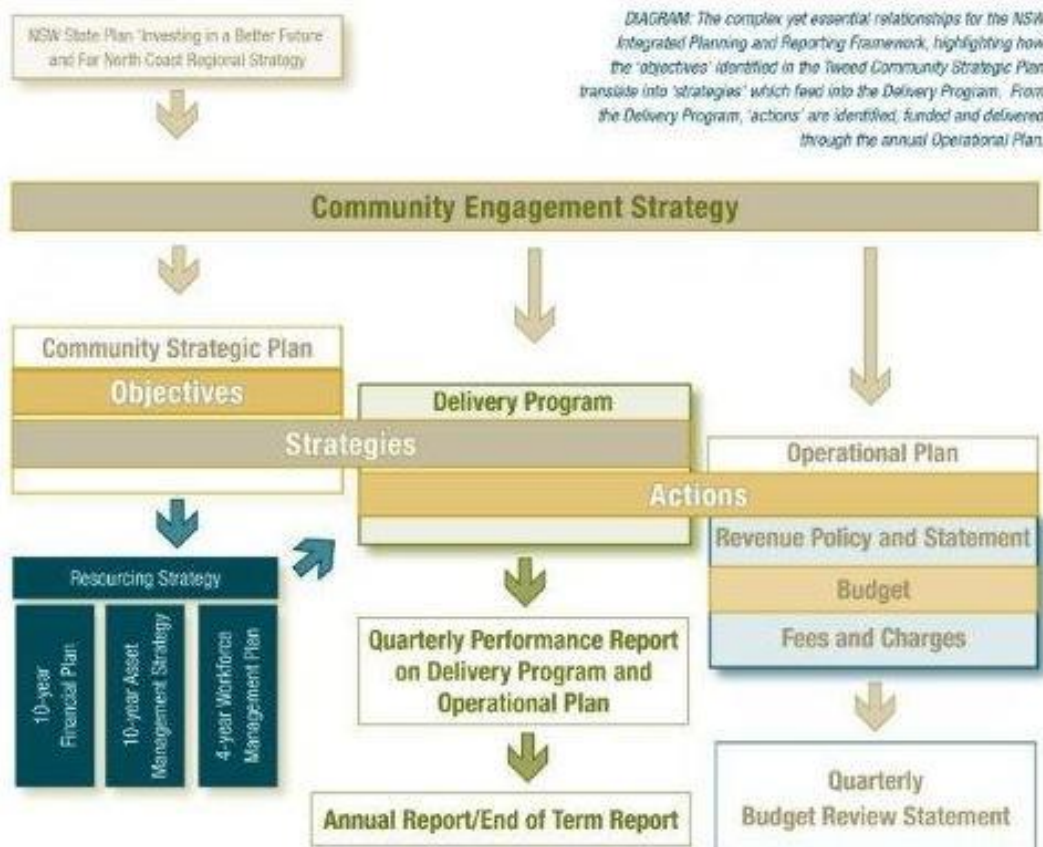 NSW State Plan 'Investing in a Better Future
and Far North Coast Regional Strategy
DIAGRAM: The complex yet essential relationships for the NSW
Integrated Planning and Reporting Framework, highlighting how
the 'objectives' identified in the Tweed Community Strategic Plan
translate into 'strategies' which feed into the Delivery Program. From
the Delivery Program, 'actions' are identified, funded and delivered
through the annual Operational Plan.
Community Engagement Strategy
Community Strategic Plan
Objectives
Delivery Program
Strategies
Operational Plan
Actions
Revenue Policy and Statement
Budget
Fees and Charges
Resourcing Strategy
10-year
Financial Plan
10-year Asset
Management Strategy
4-year Workforce
Management Plan
Quarterly Performance Report
on Delivery Program and
Operational Plan
Annual Report/End of Term Report
Quarterly
Budget Review Statement